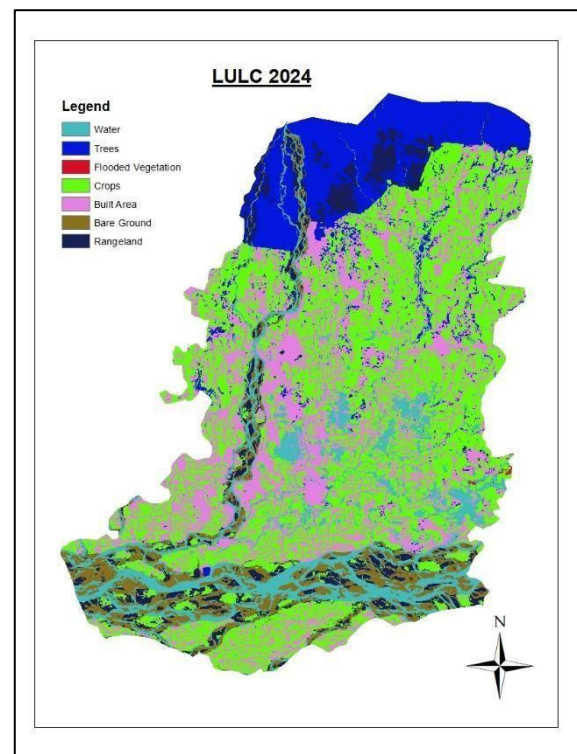 LULC 2024
Legend
Water
Trees
Flooded Vegetation
Crops
Built Area
Bare Ground
Rangeland
N